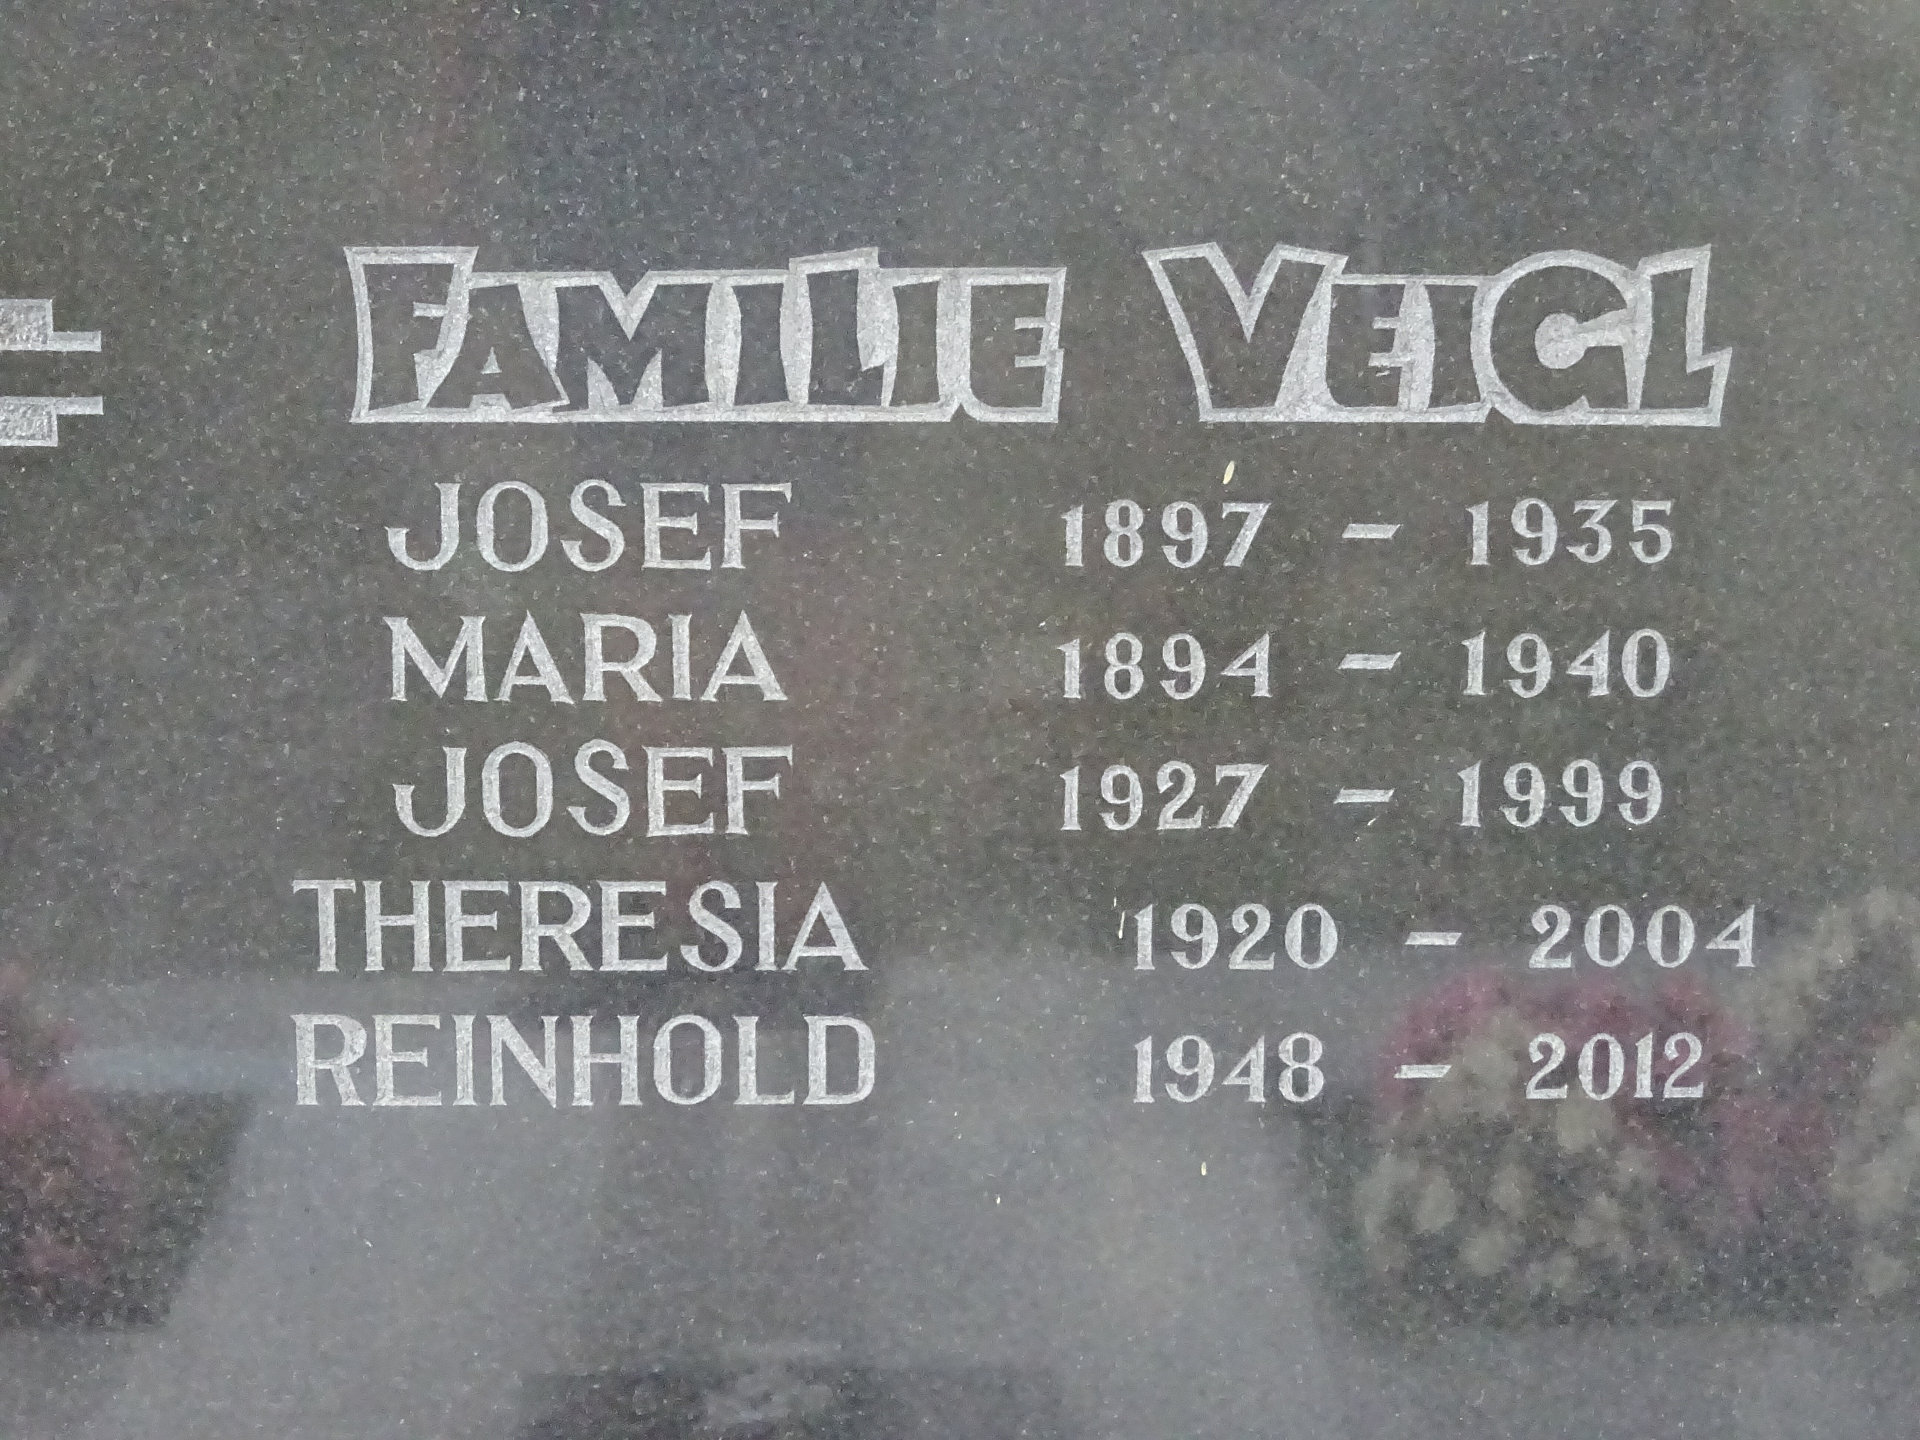 FAMILIE VEIGL
JOSEF 1897 - 1935
MARIA 1894 - 1940
JOSEF 1927 - 1999
THERESIA 1920 - 2004
REINHOLD 1948 - 2012